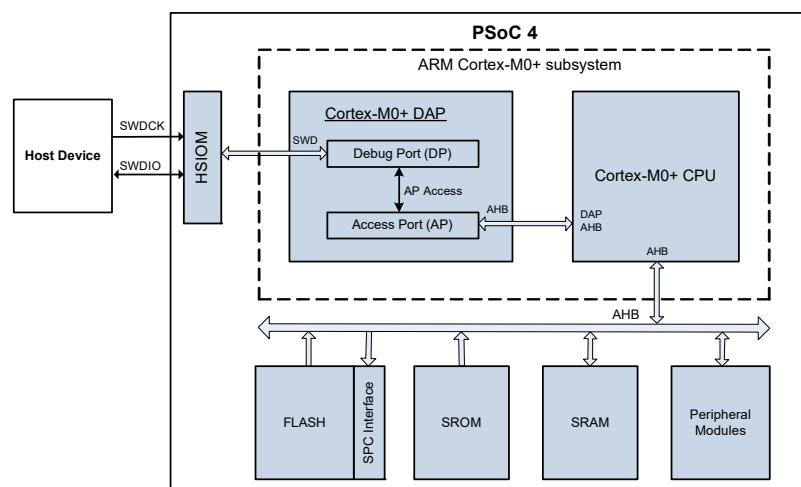 PSoC 4
ARM Cortex-M0+ subsystem
Host Device
SWDCK
SWDIO
HSIOM
SWD
Cortex-M0+ DAP
Debug Port (DP)
AP Access
Access Port (AP)
AHB
DAP
AHB
Cortex-M0+ CPU
AHB
AHB
FLASH
SPC Interface
SROM
SRAM
Peripheral
Modules